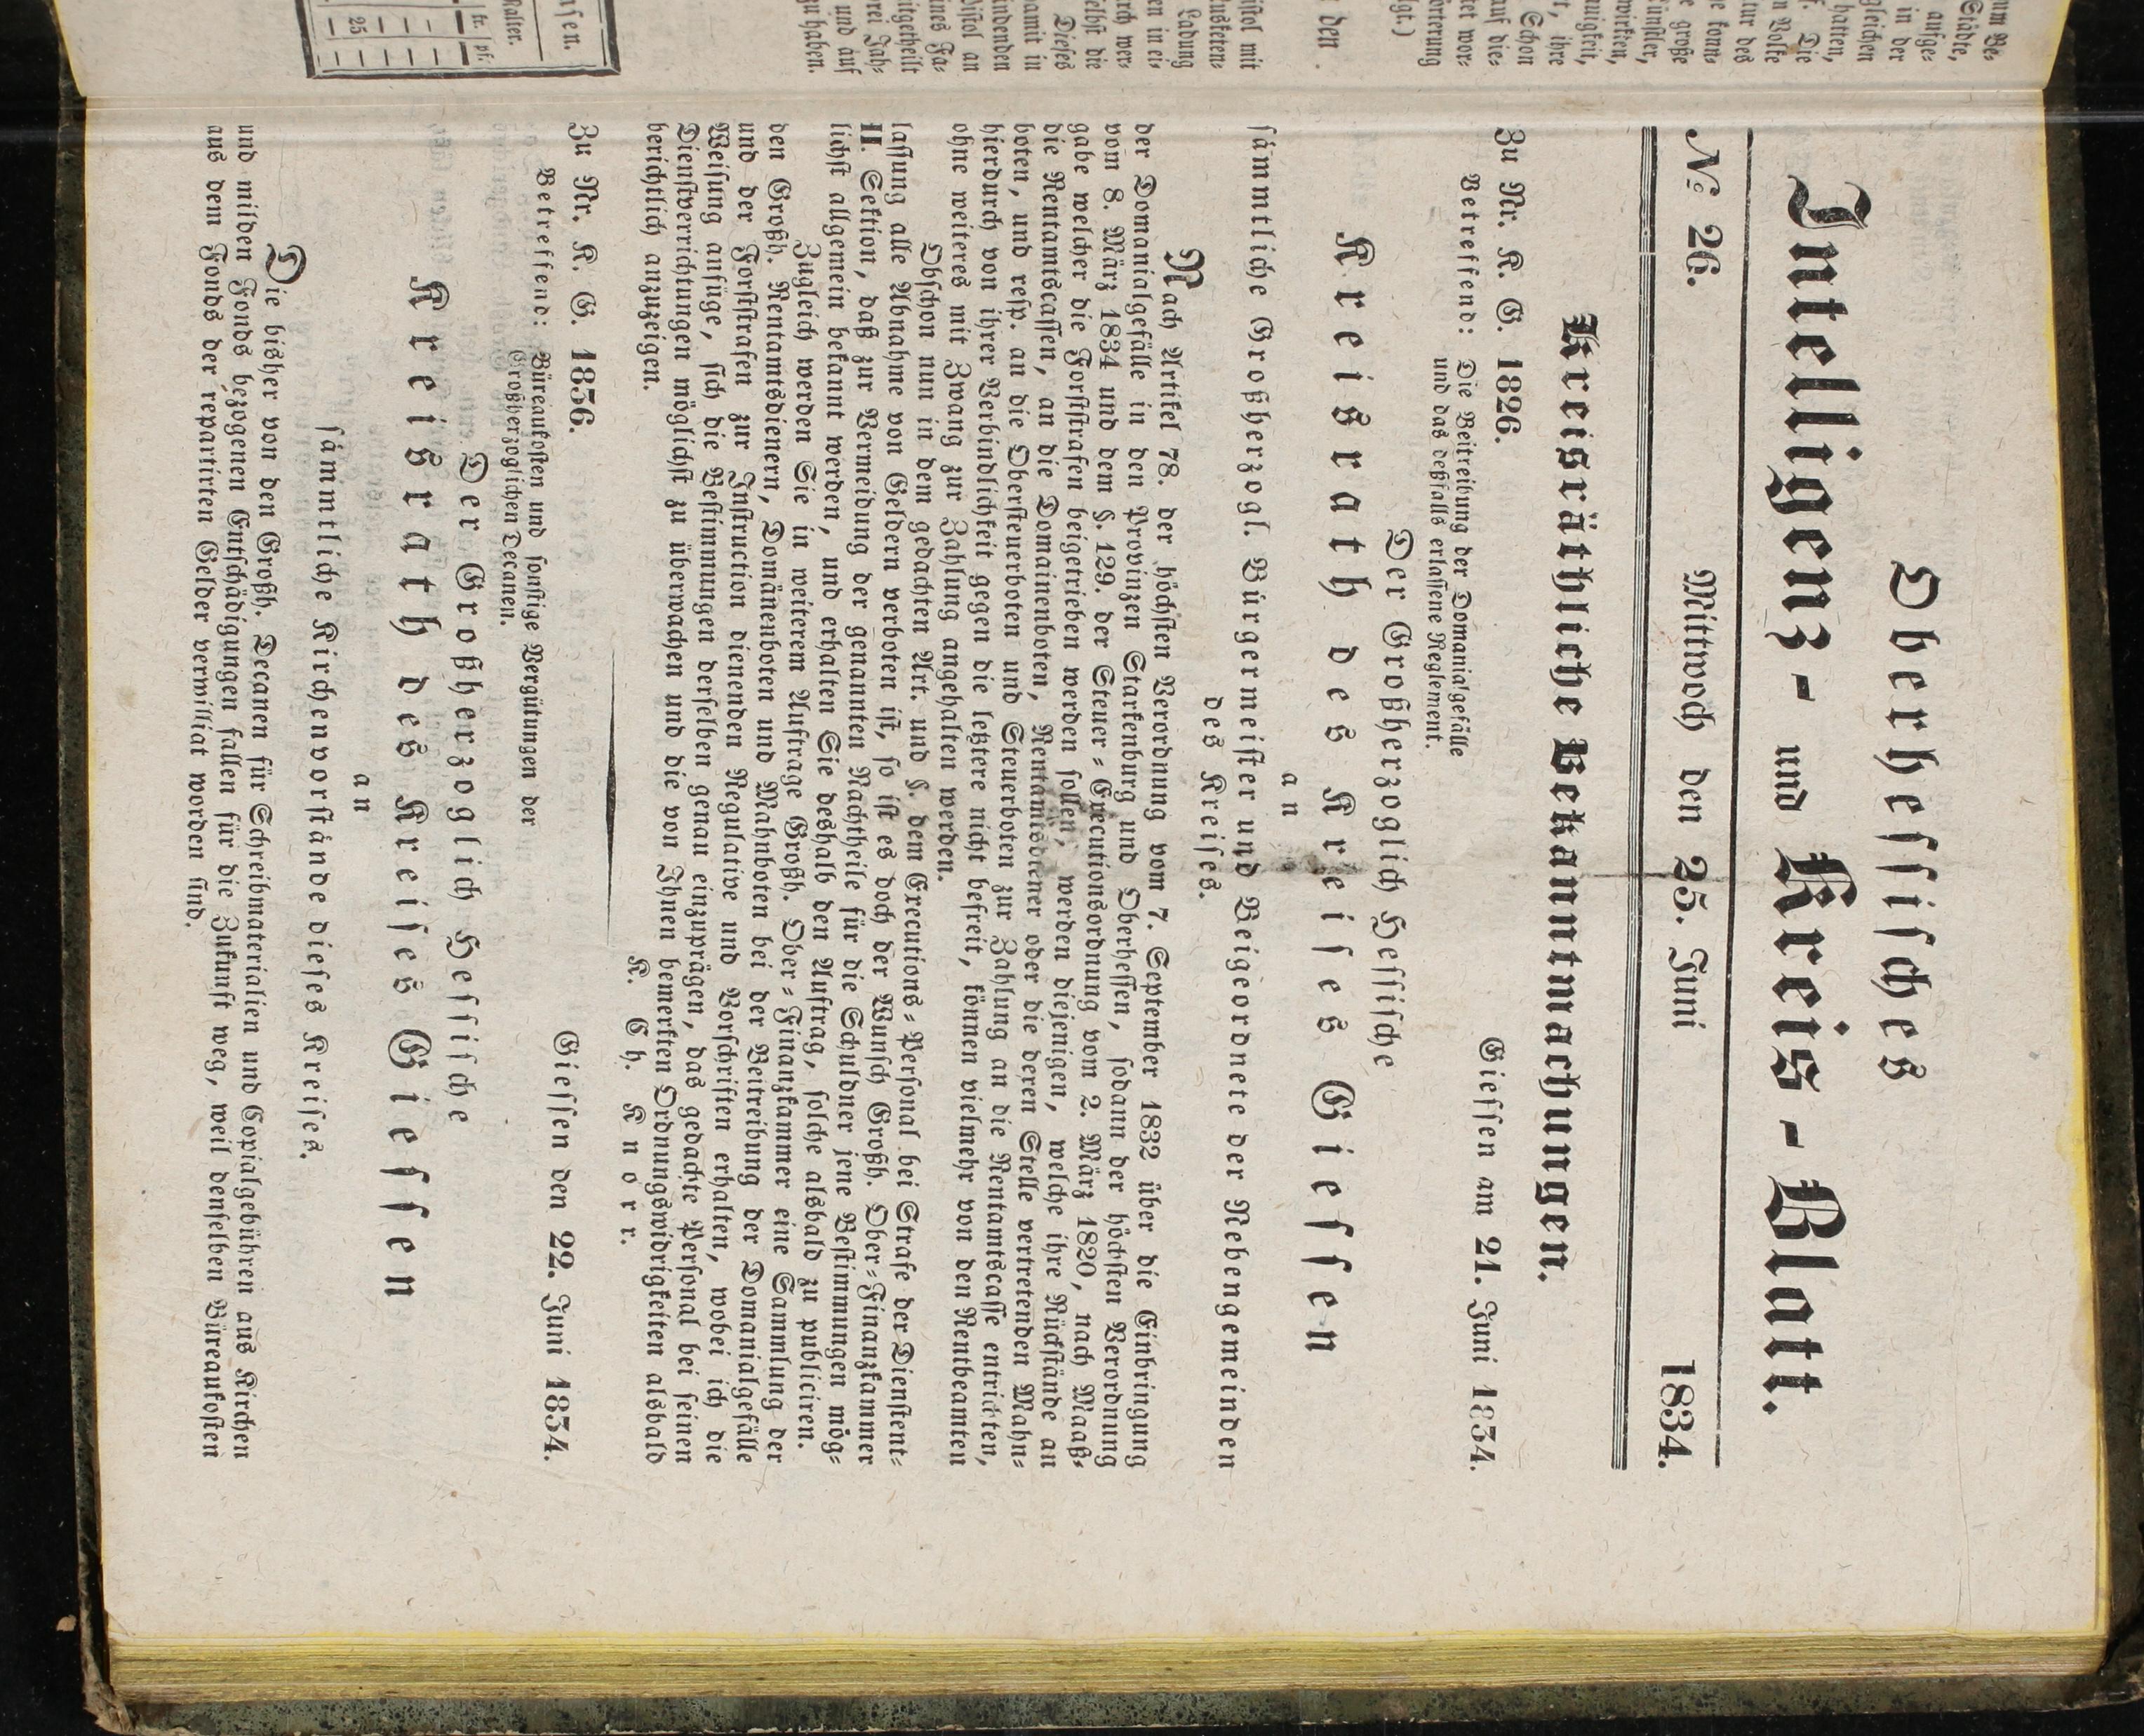 Oberhessisches
Intelligenz- und Kreis-Blatt.
№ 26. Mittwoch den 25. Juni 1834.
Kreisräthliche Bekanntmachungen.
Zu Nr. K. G. 1826. Giessen am 21. Juni 1834.
Betreffend: Die Beitreibung der Domanialgefälle
und das deßfalls erlassene Reglement.
Der Großherzoglich Hessische
Kreisrath des Kreises Giessen
an
sämmtliche Großherzogl. Bürgermeister und Beigeordnete der Nebengemeinden
des Kreises.
Nach Artikel 78. der höchsten Verordnung vom 7. September 1832 über die Einbringung
der Domanialgefälle in den Provinzen Starkenburg und Oberhessen, sodann der höchsten Verordnung
vom 8. März 1834 und dem §. 129. der Steuer-Executionsordnung vom 2. März 1820, nach Maaß-
gabe welcher die Forststrafen beigetrieben werden sollen, werden diejenigen, welche ihre Rückstände an
die Rentamtscassen, an die Domainenboten, Rentamtsdiener oder die deren Stelle vertretenden Mahn-
boten, und resp. an die Obersteuerboten und Steuerboten zur Zahlung an die Rentamtscasse entrichten,
hierdurch von ihrer Verbindlichkeit gegen die letztere nicht befreit, können vielmehr von den Rentbeamten
ohne weiteres mit Zwang zur Zahlung angehalten werden.
Obschon nun in dem gedachten Art. und §. dem Executions-Personal bei Strafe der Dienstent-
lassung alle Abnahme von Geldern verboten ist, so ist es doch der Wunsch Großh. Ober-Finanzkammer
II. Sektion, daß zur Vermeidung der genannten Nachtheile für die Schuldner jene Bestimmungen mög-
lichst allgemein bekannt werden, und erhalten Sie deshalb den Auftrag, solche alsbald zu publiciren.
Zugleich werden Sie in weiterem Auftrage Großh. Ober-Finanzkammer eine Sammlung der
den Großh. Rentamtsdienern, Domänenboten und Mahnboten bei der Beitreibung der Domanialgefälle
und der Forststrafen zur Instruction dienenden Regulative und Vorschriften erhalten, wobei ich die
Weisung anfüge, sich die Bestimmungen derselben genau einzuprägen, das gedachte Personal bei seinen
Dienstverrichtungen möglichst zu überwachen und die von Ihnen bemerkten Ordnungswidrigkeiten alsbald
berichtlich anzuzeigen.
K. Ch. Knorr.
Zu Nr. K. G. 1856. Giessen den 22. Juni 1834.
Betreffend: Büreaukosten und sonstige Vergütungen der
Großherzoglichen Decanen.
Der Großherzoglich Hessische
Kreisrath des Kreises Giessen
an
sämmtliche Kirchenvorstände dieses Kreises.
Die bisher von den Großh. Decanen für Schreibmaterialien und Copialgebühren aus Kirchen
und milden Fonds bezogenen Entschädigungen fallen für die Zukunft weg, weil denselben Büreaukosten
aus dem Fonds der repartirten Gelder verwilligt worden sind.